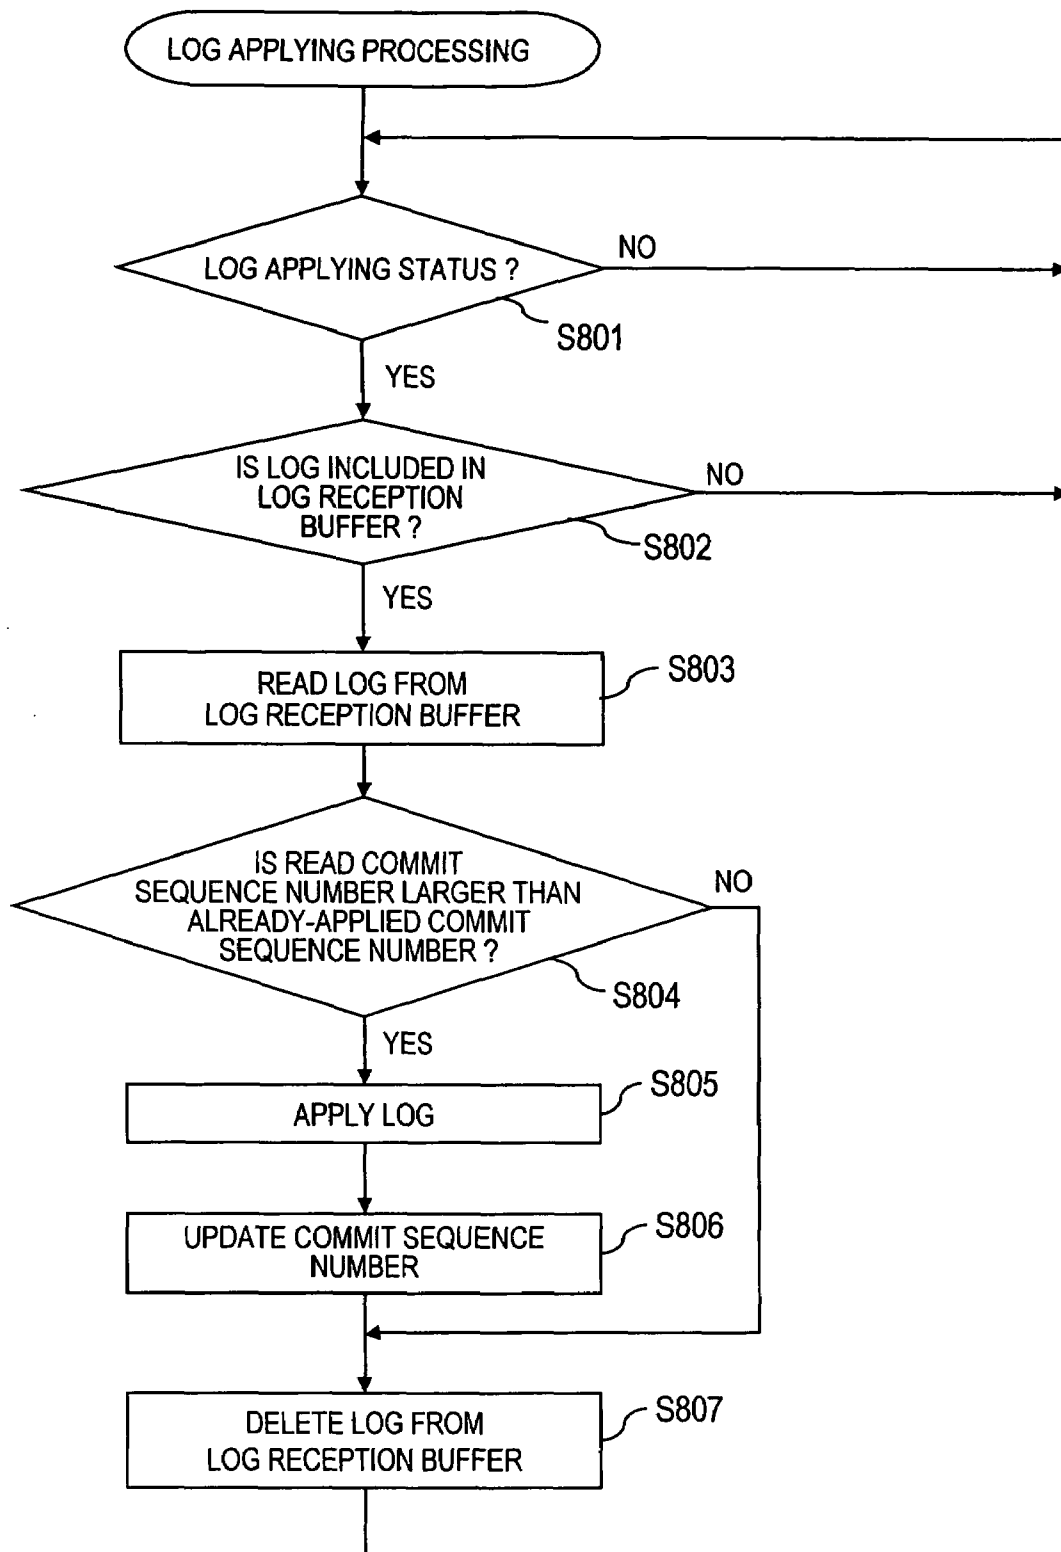 LOG APPLYING PROCESSING
LOG APPLYING STATUS ?
NO
S801
YES
IS LOG INCLUDED IN
LOG RECEPTION
BUFFER ?
NO
S802
YES
READ LOG FROM
LOG RECEPTION BUFFER
S803
IS READ COMMIT
SEQUENCE NUMBER LARGER THAN
ALREADY-APPLIED COMMIT
SEQUENCE NUMBER ?
NO
S804
YES
APPLY LOG
S805
UPDATE COMMIT SEQUENCE
NUMBER
S806
DELETE LOG FROM
LOG RECEPTION BUFFER
S807